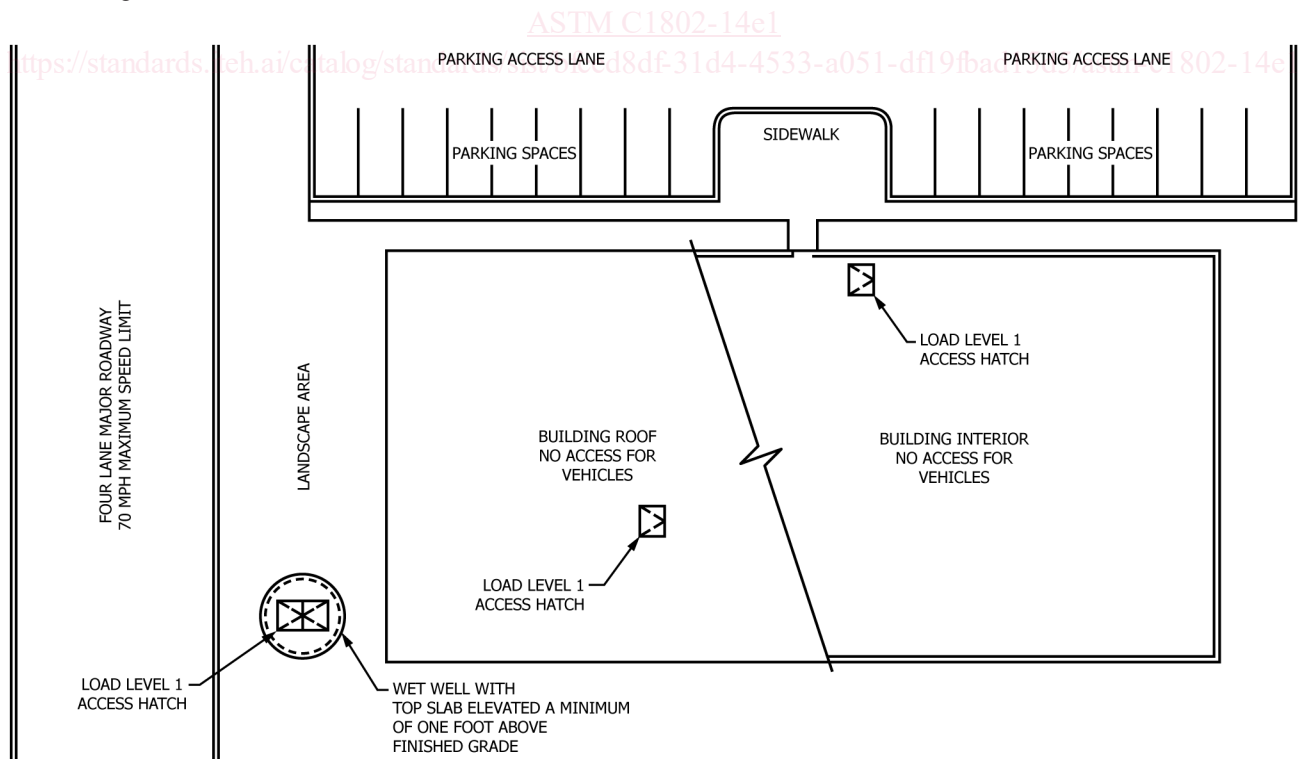 ASTM C1802-14e1
PARKING ACCESS LANE
PARKING ACCESS LANE
SIDEWALK
PARKING SPACES
PARKING SPACES
LOAD LEVEL 1
ACCESS HATCH
FOUR LANE MAJOR ROADWAY
70 MPH MAXIMUM SPEED LIMIT
LANDSCAPE AREA
BUILDING ROOF
NO ACCESS FOR
VEHICLES
BUILDING INTERIOR
NO ACCESS FOR
VEHICLES
LOAD LEVEL 1
ACCESS HATCH
LOAD LEVEL 1
ACCESS HATCH
WET WELL WITH
TOP SLAB ELEVATED A MINIMUM
OF ONE FOOT ABOVE
FINISHED GRADE